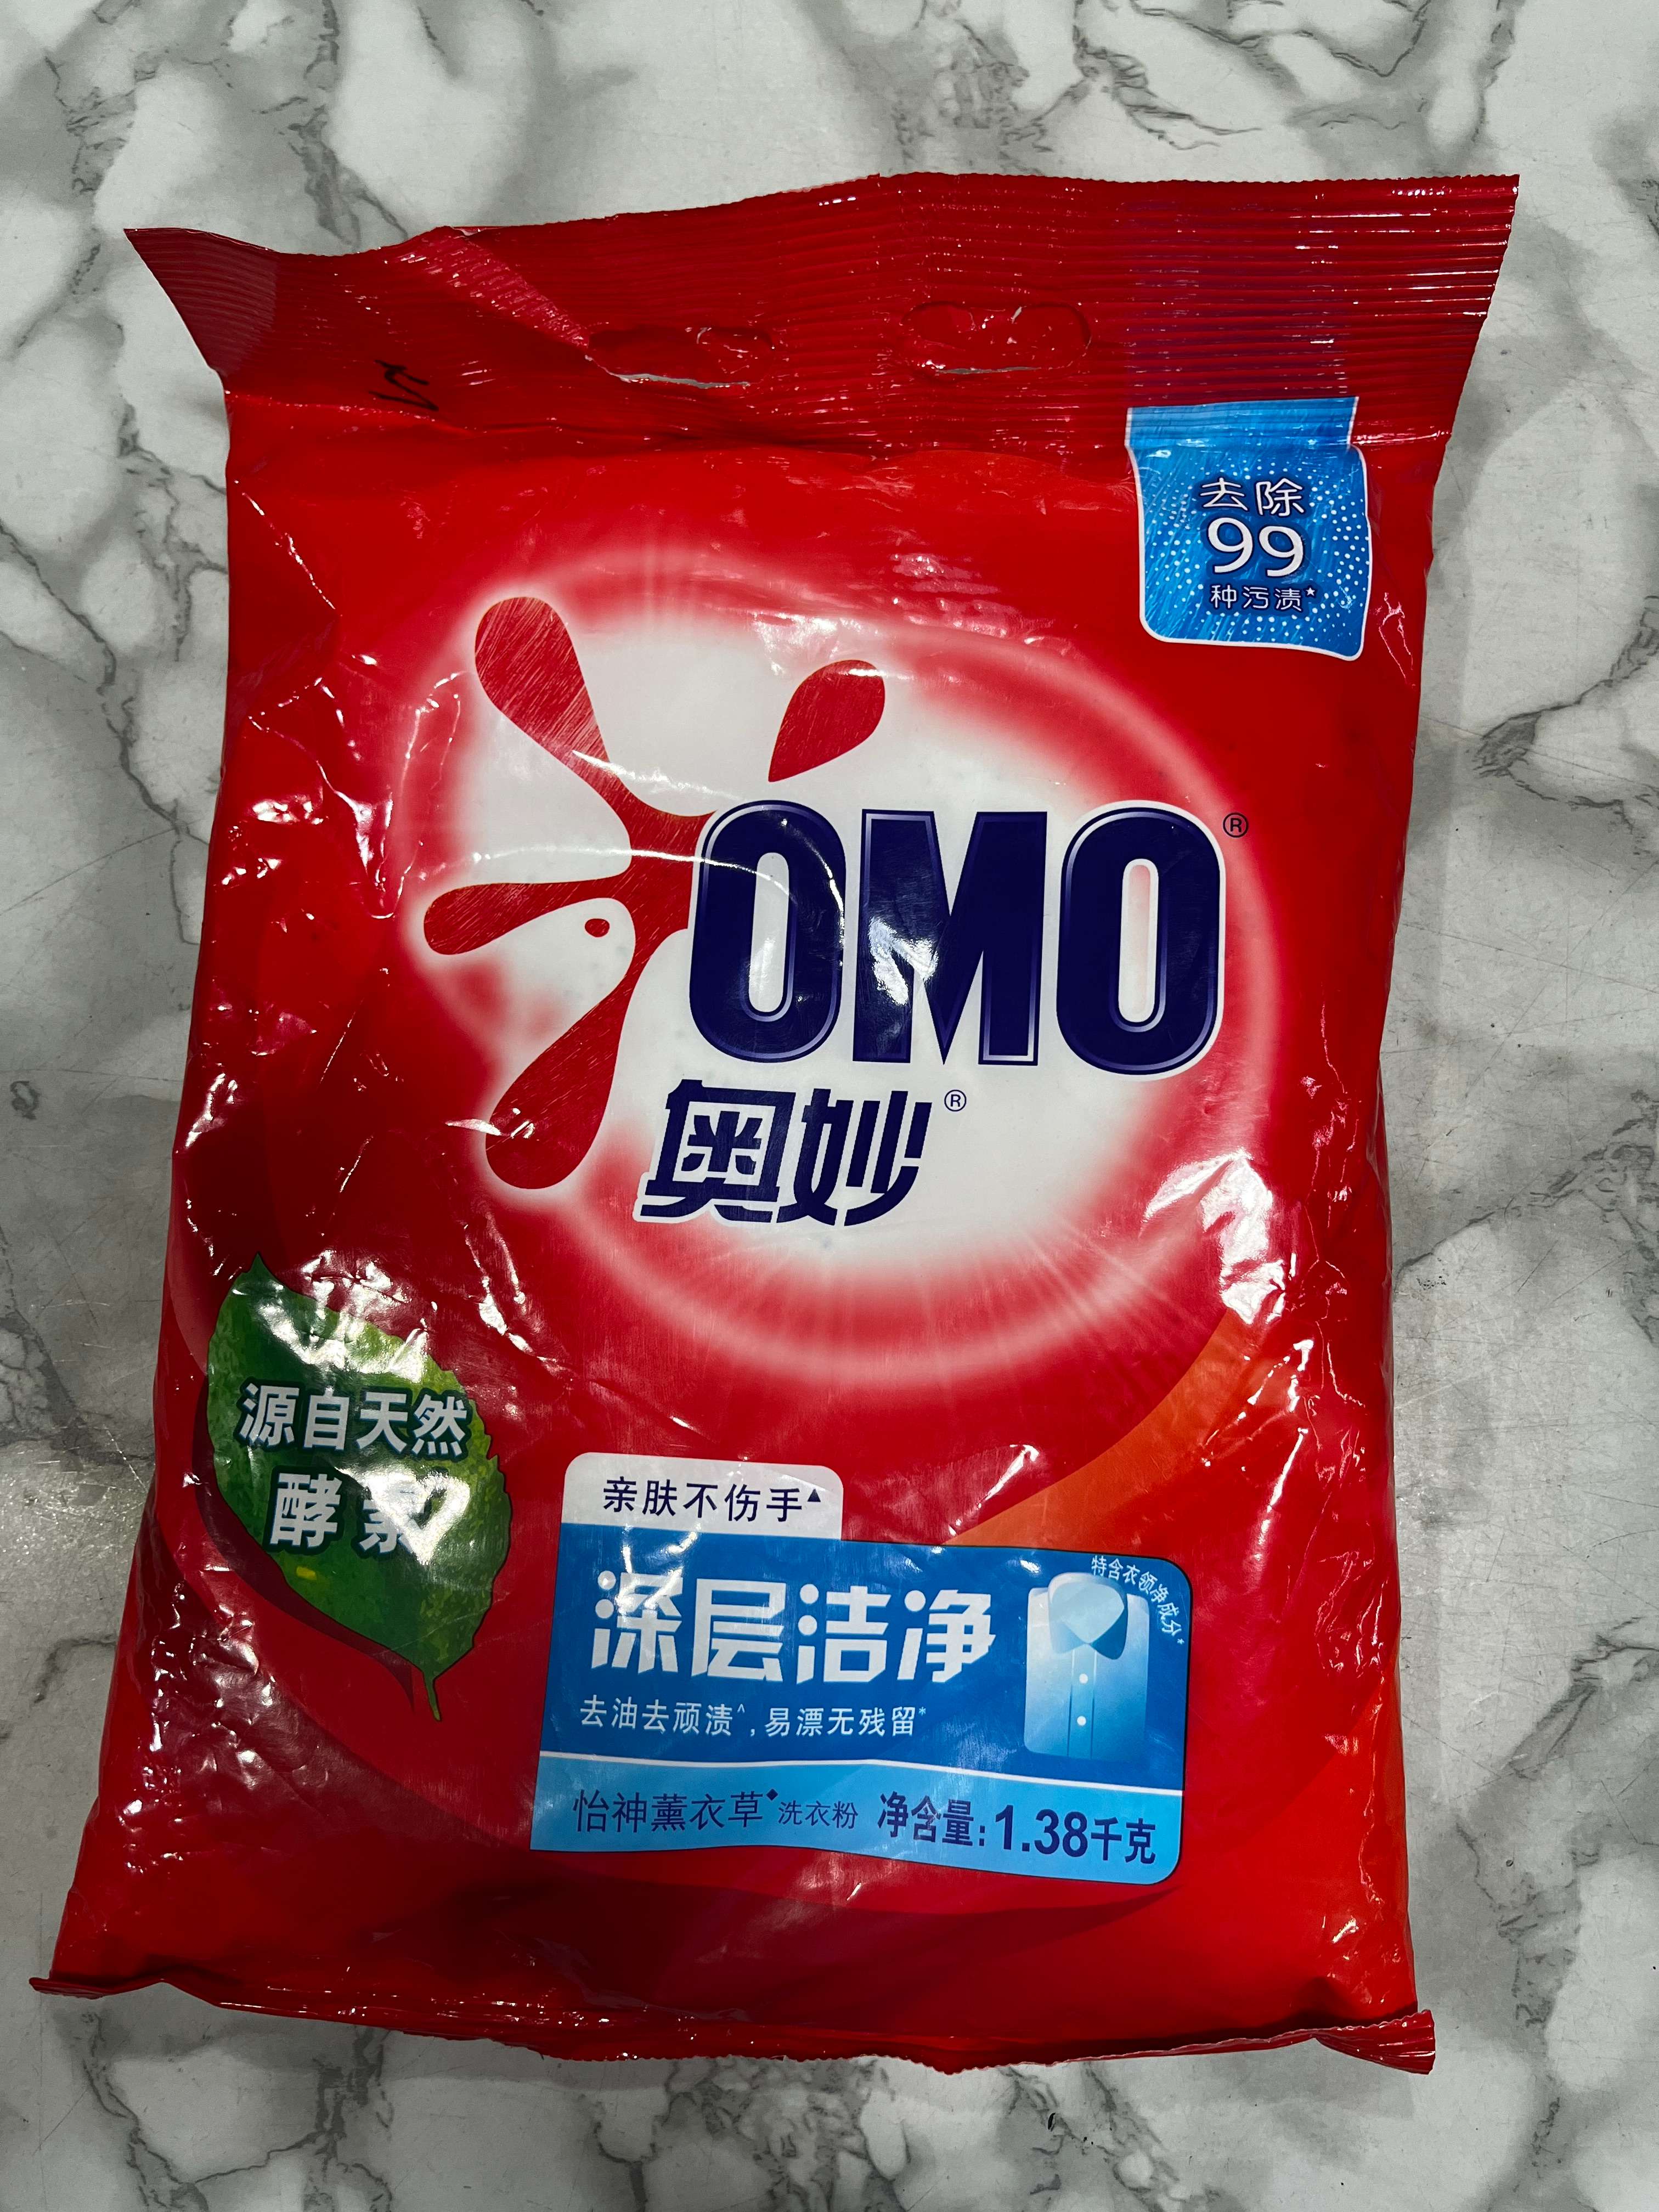 去除
99
种污渍*
OMO®
奥妙®
源自天然
酵素
亲肤不伤手▲
特含衣领净成分*
深层洁净
去油去顽渍^,易漂无残留*
怡神薰衣草◆洗衣粉 净含量:1.38千克